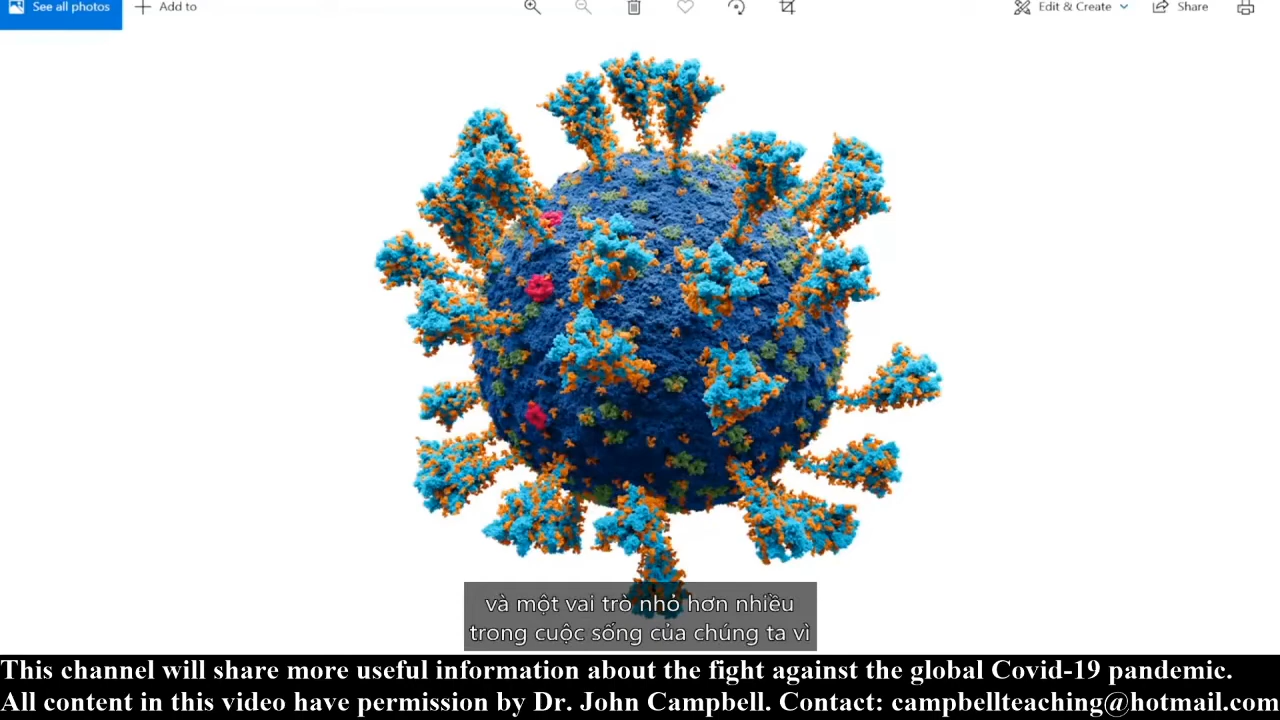 See all photos
Add to
Edit & Create
Share
và một vai trò nhỏ hơn nhiều
trong cuộc sống của chúng ta vì
This channel will share more useful information about the fight against the global Covid-19 pandemic.
All content in this video have permission by Dr. John Campbell. Contact: campbellteaching@hotmail.com